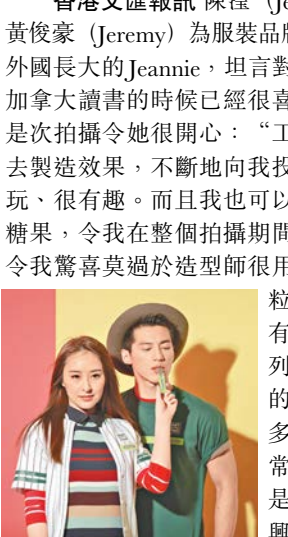 香港文匯報訊 陳瀅（Je
黃俊豪（Jeremy）為服裝品牌
外國長大的Jeannie，坦言對
加拿大讀書的時候已經很喜
是次拍攝令她很開心：“工
去製造效果，不斷地向我投
玩、很有趣。而且我也可以
糖果，令我在整個拍攝期間
令我驚喜莫過於造型師很用
粒
有
列
的
多
常
是
興